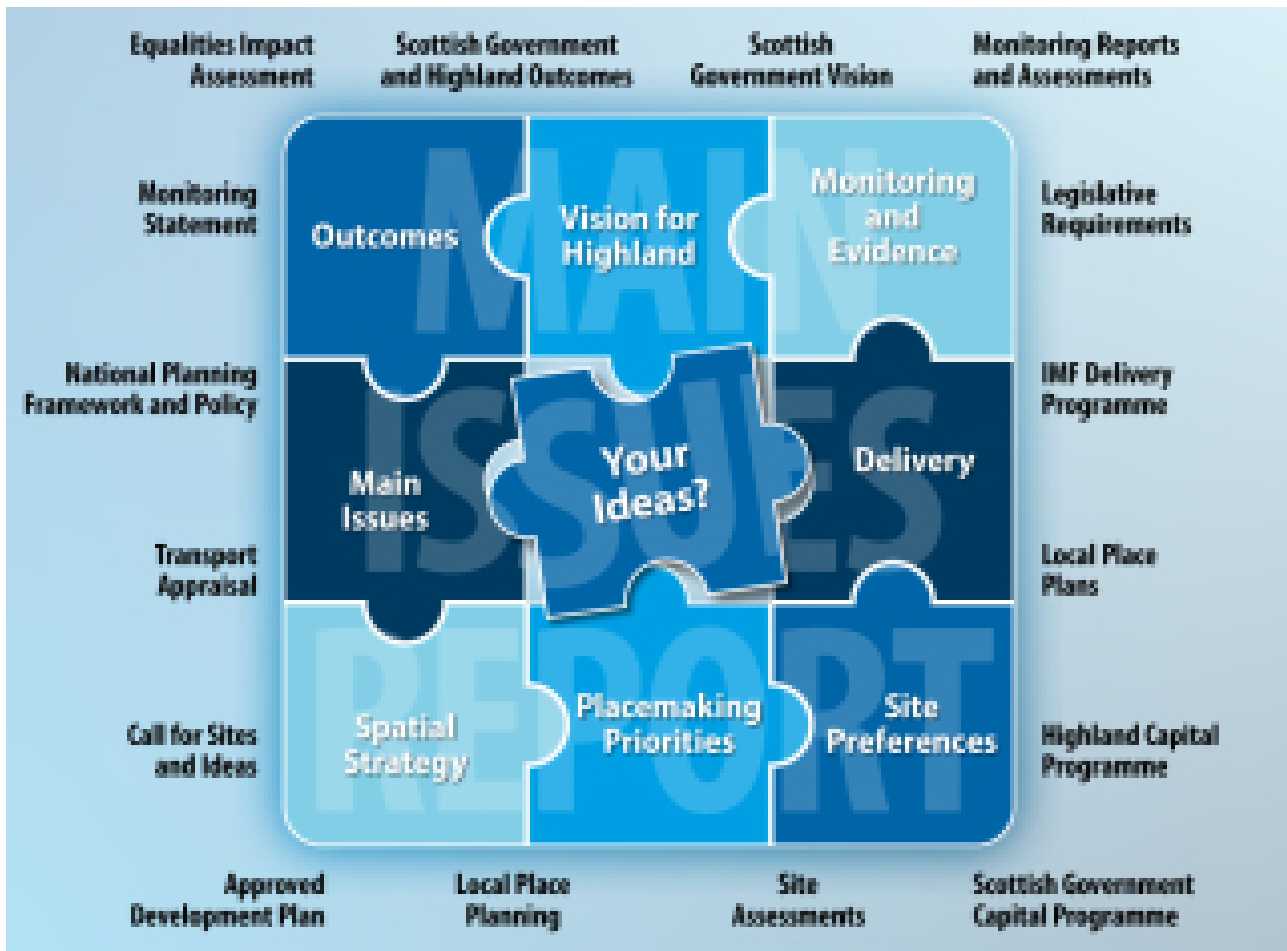 Equalities Impact
Assessment
Scottish Government
and Highland Outcomes
Scottish
Government Vision
Monitoring Reports
and Assessments
Monitoring
Statement
National Planning
Framework and Policy
Transport
Appraisal
Call for Sites
and Ideas
MAIN
ISSUES
REPORT
Outcomes
Vision for
Highland
Monitoring
and
Evidence
Main
Issues
Your
Ideas?
Delivery
Spatial
Strategy
Placemaking
Priorities
Site
Preferences
Legislative
Requirements
IMF Delivery
Programme
Local Place
Plans
Highland Capital
Programme
Approved
Development Plan
Local Place
Planning
Site
Assessments
Scottish Government
Capital Programme